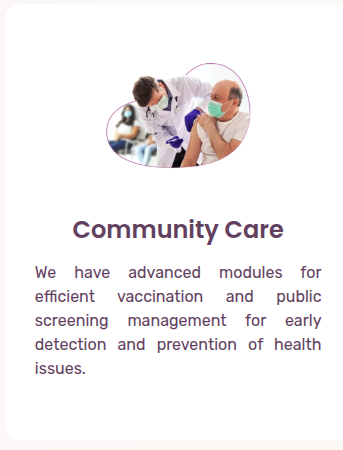 Community Care
We have advanced modules for
efficient vaccination and public
screening management for early
detection and prevention of health
issues.